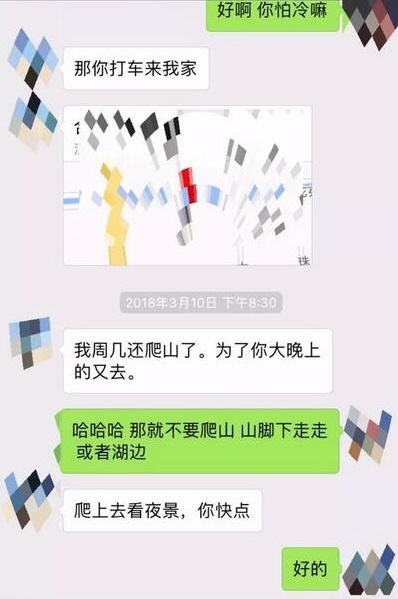 好啊 你怕冷嘛
那你打车来我家
2018年3月10日 下午8:30
我周几还爬山了。为了你大晚上
的又去。
哈哈哈 那就不要爬山 山脚下走走
或者湖边
爬上去看夜景，你快点
好的